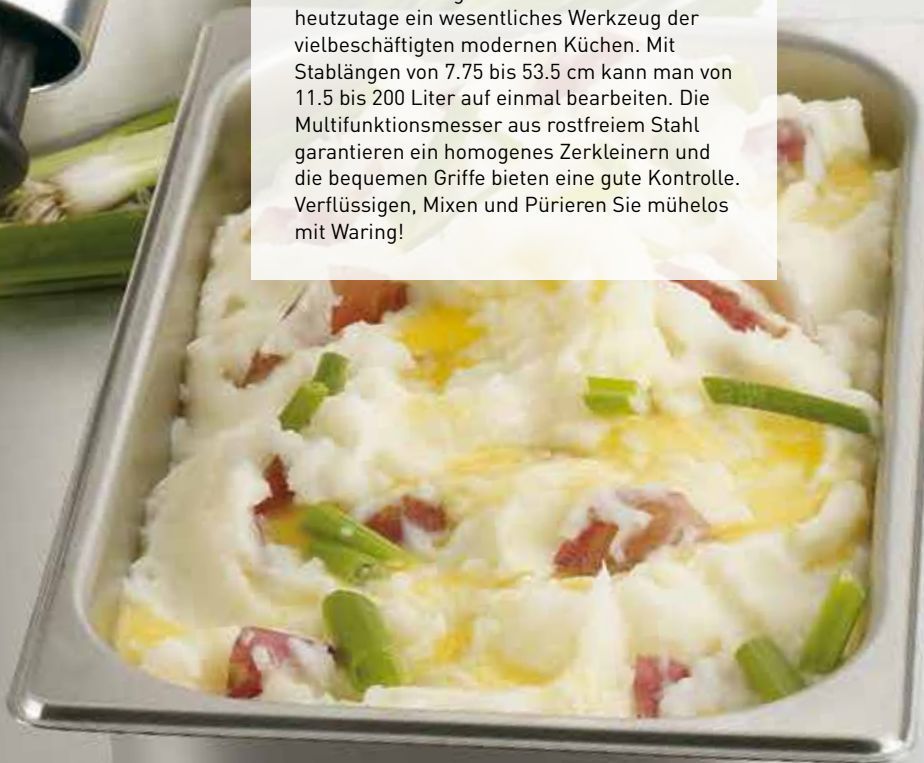 heutzutage ein wesentliches Werkzeug der
vielbeschäftigten modernen Küchen. Mit
Stablängen von 7.75 bis 53.5 cm kann man von
11.5 bis 200 Liter auf einmal bearbeiten. Die
Multifunktionsmesser aus rostfreiem Stahl
garantieren ein homogenes Zerkleinern und
die bequemen Griffe bieten eine gute Kontrolle.
Verflüssigen, Mixen und Pürieren Sie mühelos
mit Waring!